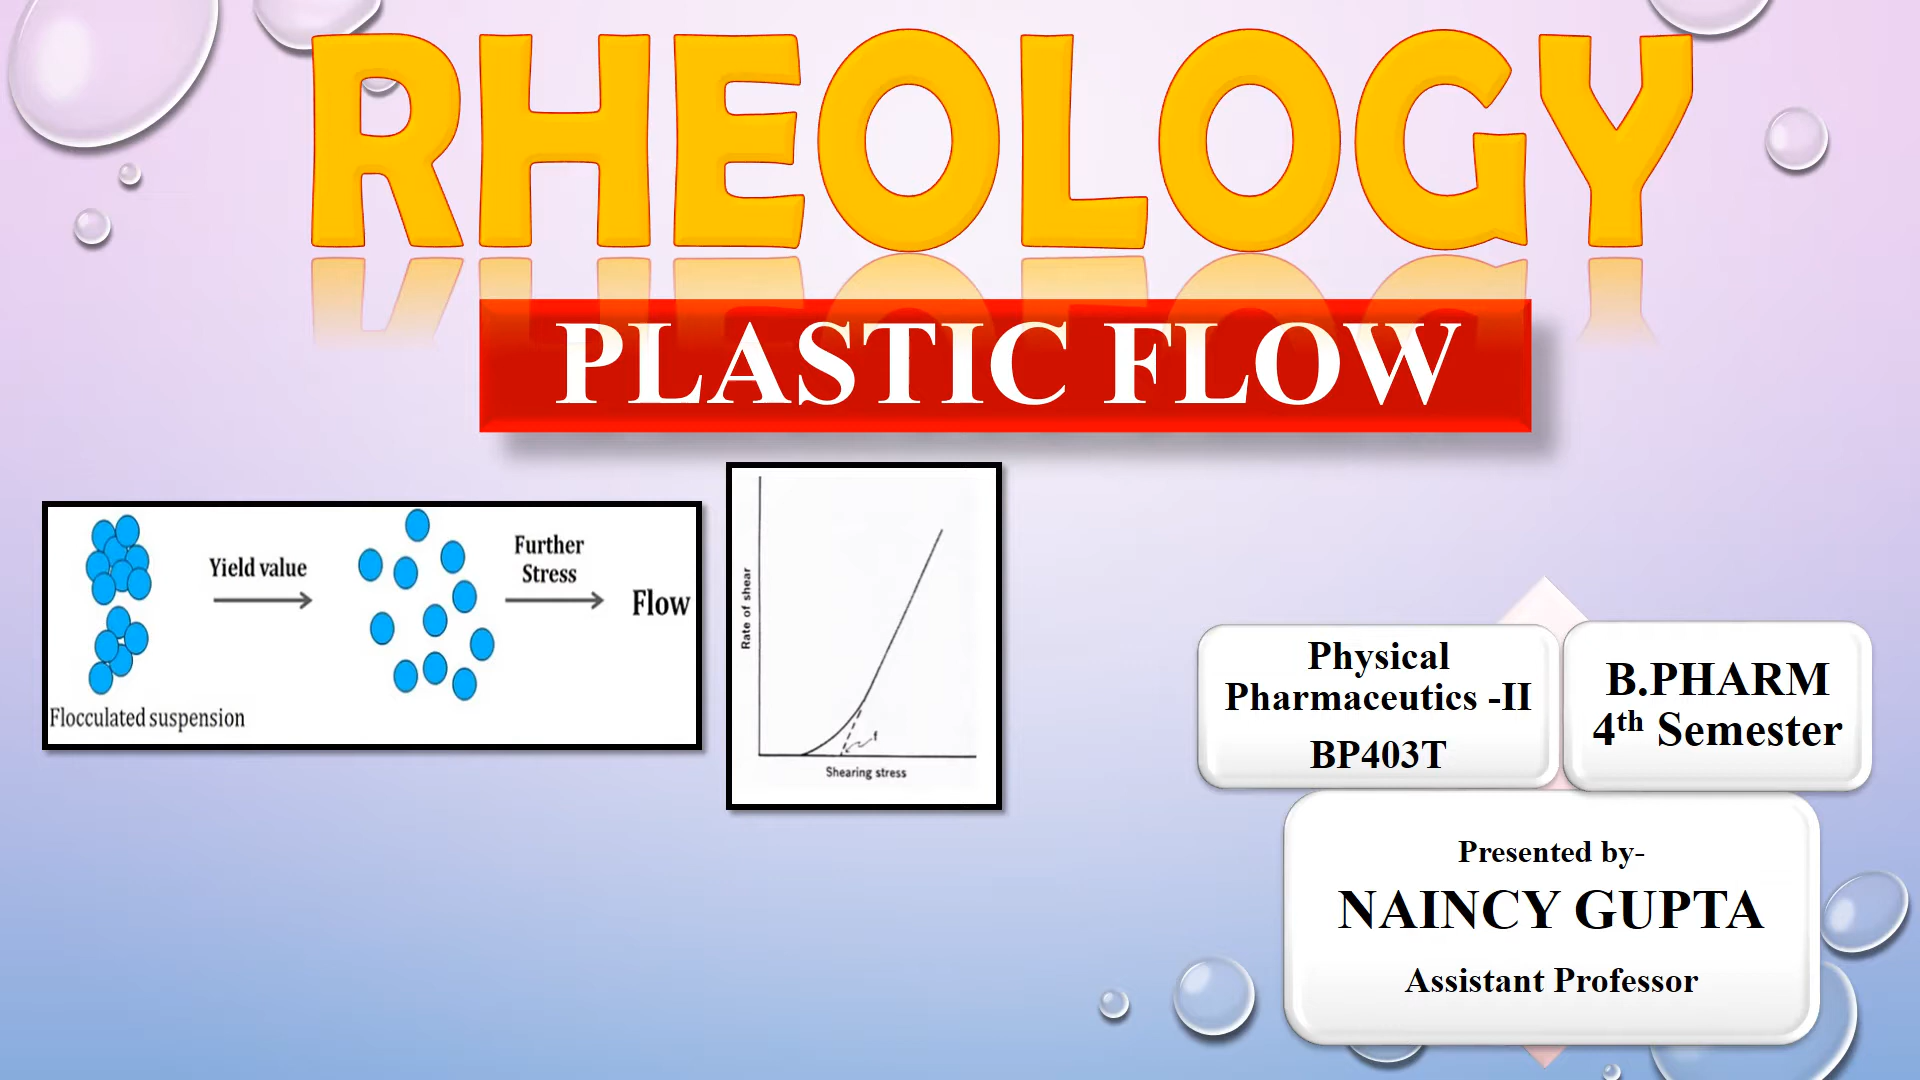 RHEOLOGY
PLASTIC FLOW
Yield value
Further
Stress
Flow
Flocculated suspension
Rate of shear
f
Shearing stress
Physical
Pharmaceutics -II
BP403T
B.PHARM
4th Semester
Presented by-
NAINCY GUPTA
Assistant Professor